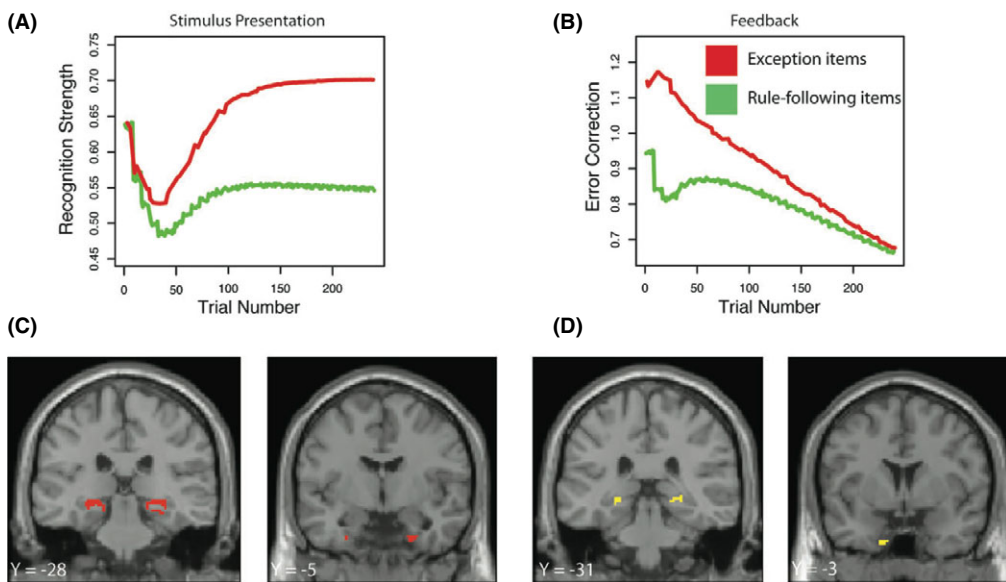 (A)
Stimulus Presentation
Recognition Strength
0.75
0.70
0.65
0.60
0.55
0.50
0.45
0 50 100 150 200
Trial Number
(B)
Feedback
Exception items
Rule-following items
Error Correction
1.2
1.1
1.0
0.9
0.8
0.7
0 50 100 150 200
Trial Number
(C)
Y = -28
Y = -5
(D)
Y = -31
Y = -3